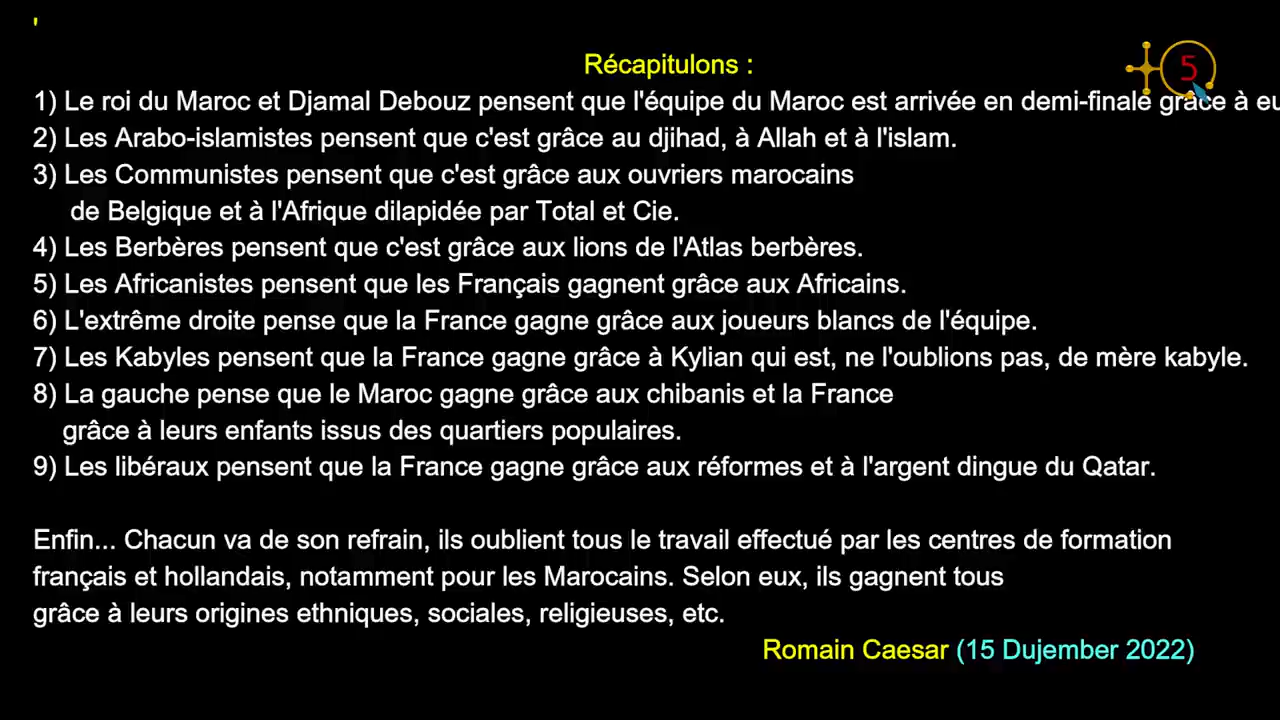 '
5
Récapitulons :
1) Le roi du Maroc et Djamal Debouz pensent que l'équipe du Maroc est arrivée en demi-finale grâce à eu
2) Les Arabo-islamistes pensent que c'est grâce au djihad, à Allah et à l'islam.
3) Les Communistes pensent que c'est grâce aux ouvriers marocains
de Belgique et à l'Afrique dilapidée par Total et Cie.
4) Les Berbères pensent que c'est grâce aux lions de l'Atlas berbères.
5) Les Africanistes pensent que les Français gagnent grâce aux Africains.
6) L'extrême droite pense que la France gagne grâce aux joueurs blancs de l'équipe.
7) Les Kabyles pensent que la France gagne grâce à Kylian qui est, ne l'oublions pas, de mère kabyle.
8) La gauche pense que le Maroc gagne grâce aux chibanis et la France
grâce à leurs enfants issus des quartiers populaires.
9) Les libéraux pensent que la France gagne grâce aux réformes et à l'argent dingue du Qatar.
Enfin... Chacun va de son refrain, ils oublient tous le travail effectué par les centres de formation
français et hollandais, notamment pour les Marocains. Selon eux, ils gagnent tous
grâce à leurs origines ethniques, sociales, religieuses, etc.
Romain Caesar (15 Dujember 2022)